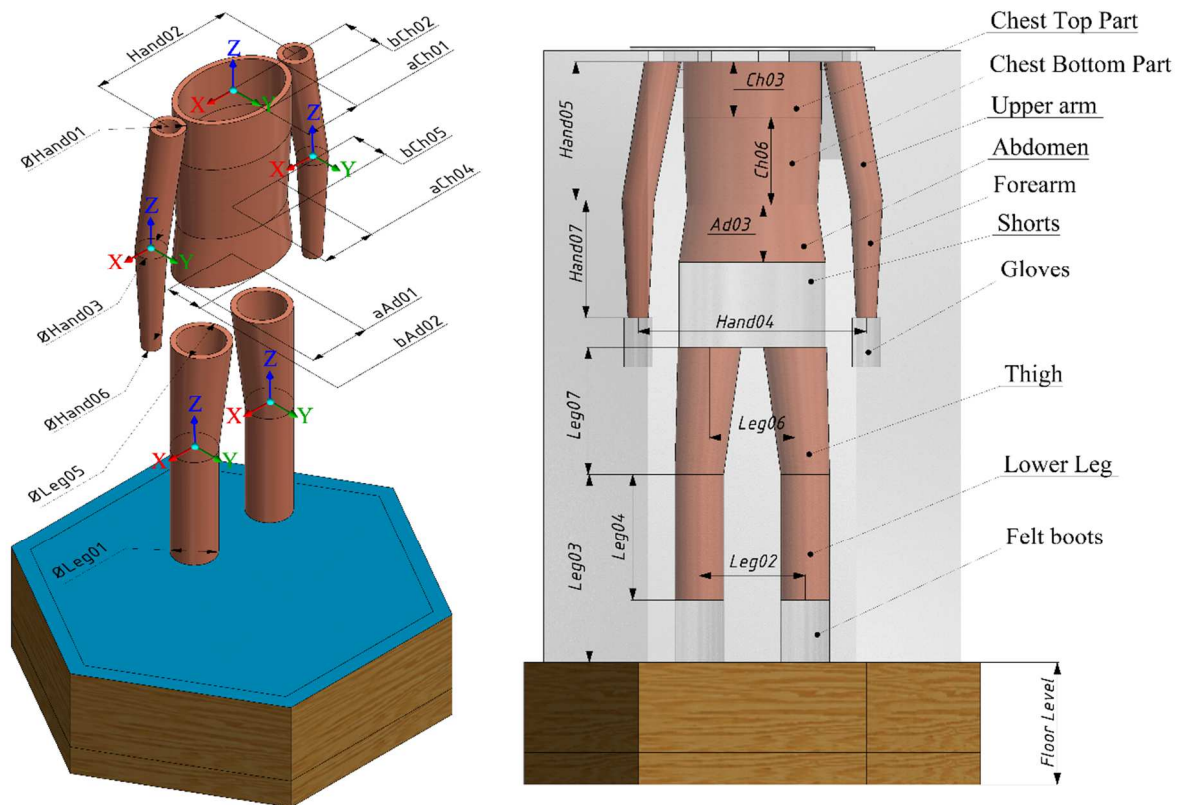 Hand02
bCh02
aCh01
Z
X
Y
ØHand01
Z
X
Y
bCh05
aCh04
Z
X
Y
ØHand03
aAd01
bAd02
ØHand06
Z
X
Y
Z
X
Y
ØLeg05
ØLeg01
Chest Top Part
Chest Bottom Part
Upper arm
Abdomen
Forearm
Shorts
Gloves
Thigh
Lower Leg
Felt boots
Ch03
Hand05
Ch06
Ad03
Hand07
Hand04
Leg07
Leg06
Leg04
Leg03
Leg02
Floor Level